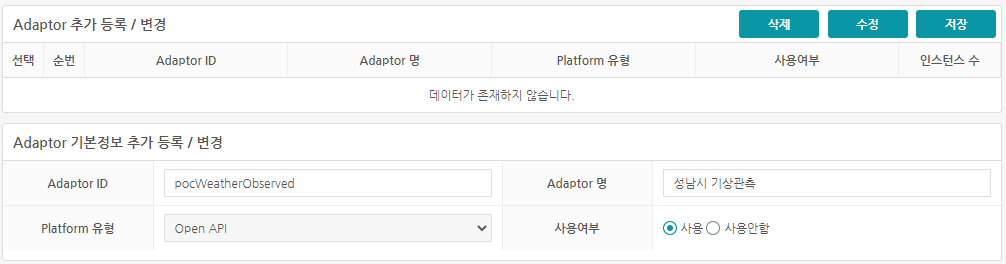 Adaptor 추가 등록 / 변경 삭제 수정 저장
선택 순번 Adaptor ID Adaptor 명 Platform 유형 사용여부 인스턴스 수
데이터가 존재하지 않습니다.
Adaptor 기본정보 추가 등록 / 변경
Adaptor ID pocWeatherObserved Adaptor 명 성남시 기상관측
Platform 유형 Open API 사용여부 사용 사용안함